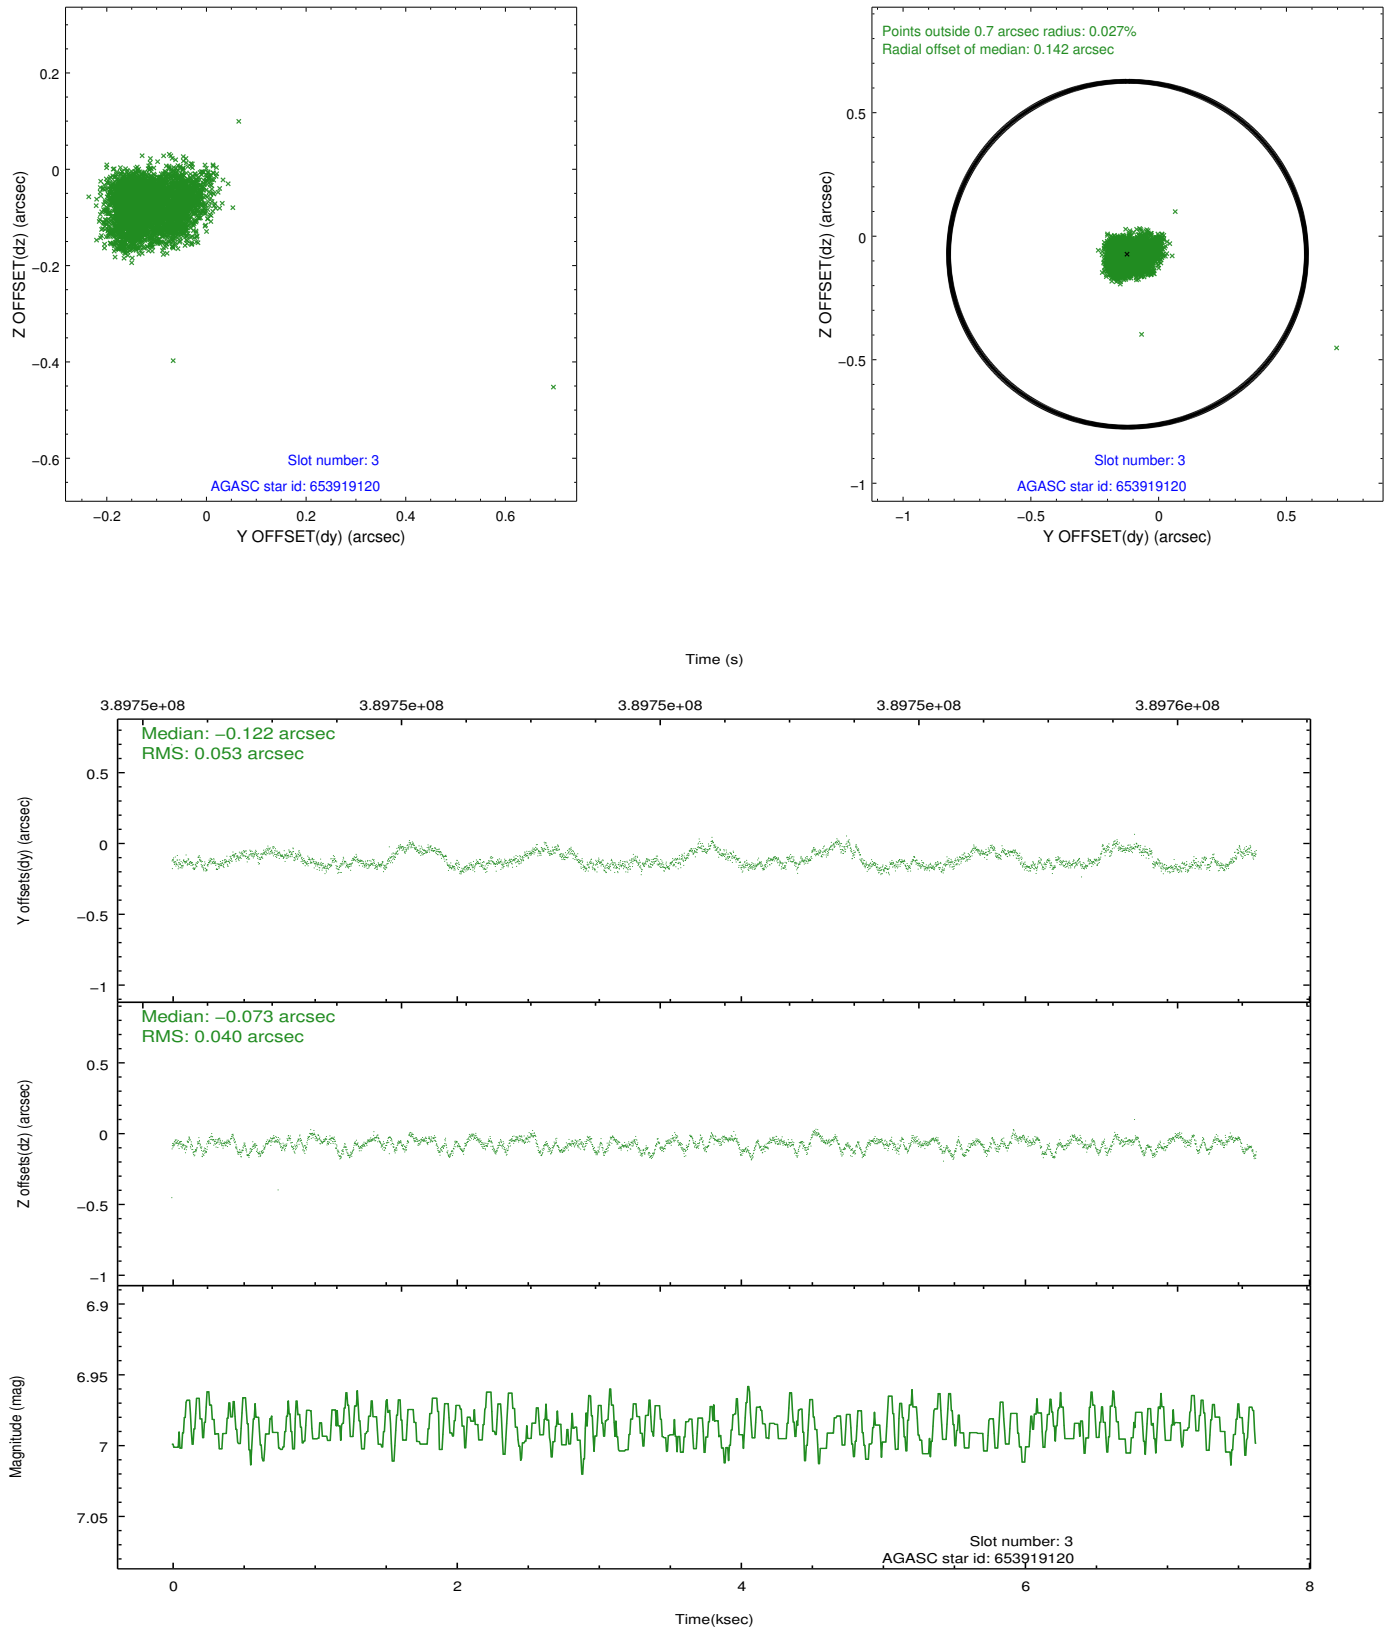 0.2
0
−0.2
−0.4
−0.6
Z OFFSET(dz) (arcsec)
Slot number: 3
AGASC star id: 653919120
−0.2 0 0.2 0.4 0.6
Y OFFSET(dy) (arcsec)
Points outside 0.7 arcsec radius: 0.027%
Radial offset of median: 0.142 arcsec
0.5
0
−0.5
−1
Z OFFSET(dz) (arcsec)
Slot number: 3
AGASC star id: 653919120
−1 −0.5 0 0.5
Y OFFSET(dy) (arcsec)
Time (s)
3.8975e+08 3.8975e+08 3.8975e+08 3.8975e+08 3.8976e+08
Median: −0.122 arcsec
RMS: 0.053 arcsec
0.5
0
−0.5
−1
Y offsets(dy) (arcsec)
Median: −0.073 arcsec
RMS: 0.040 arcsec
0.5
0
−0.5
−1
Z offsets(dz) (arcsec)
6.9
6.95
7
7.05
Magnitude (mag)
Slot number: 3
AGASC star id: 653919120
0 2 4 6 8
Time(ksec)